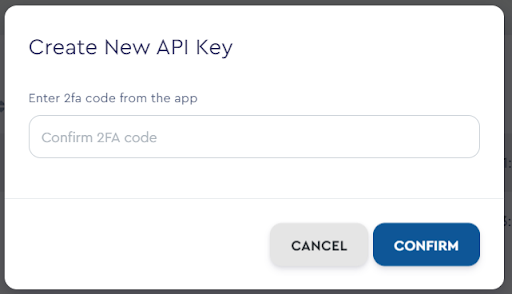 Create New API Key
Enter 2fa code from the app
Confirm 2FA code
CANCEL
CONFIRM